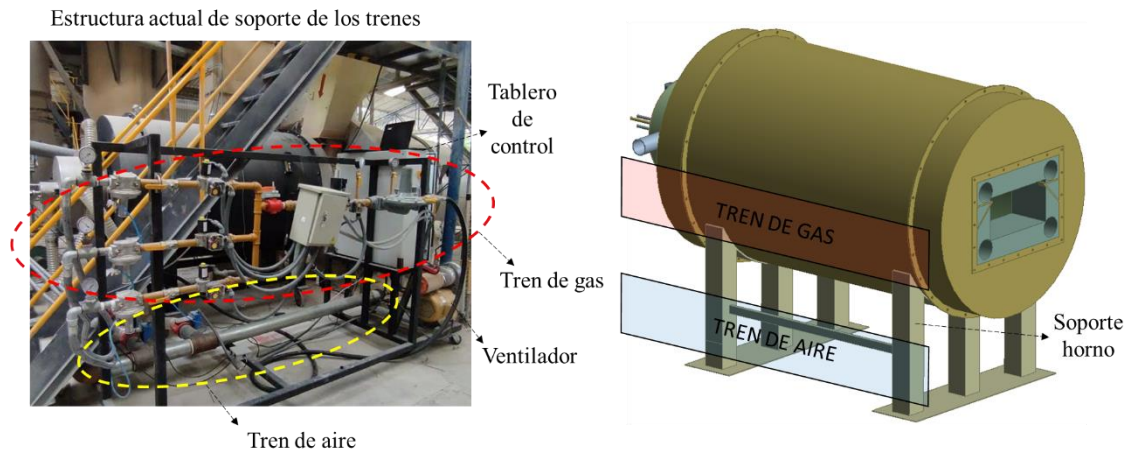 Estructura actual de soporte de los trenes
Tablero
de
control
Tren de gas
Ventilador
Tren de aire
TREN DE GAS
TREN DE AIRE
Soporte
horno